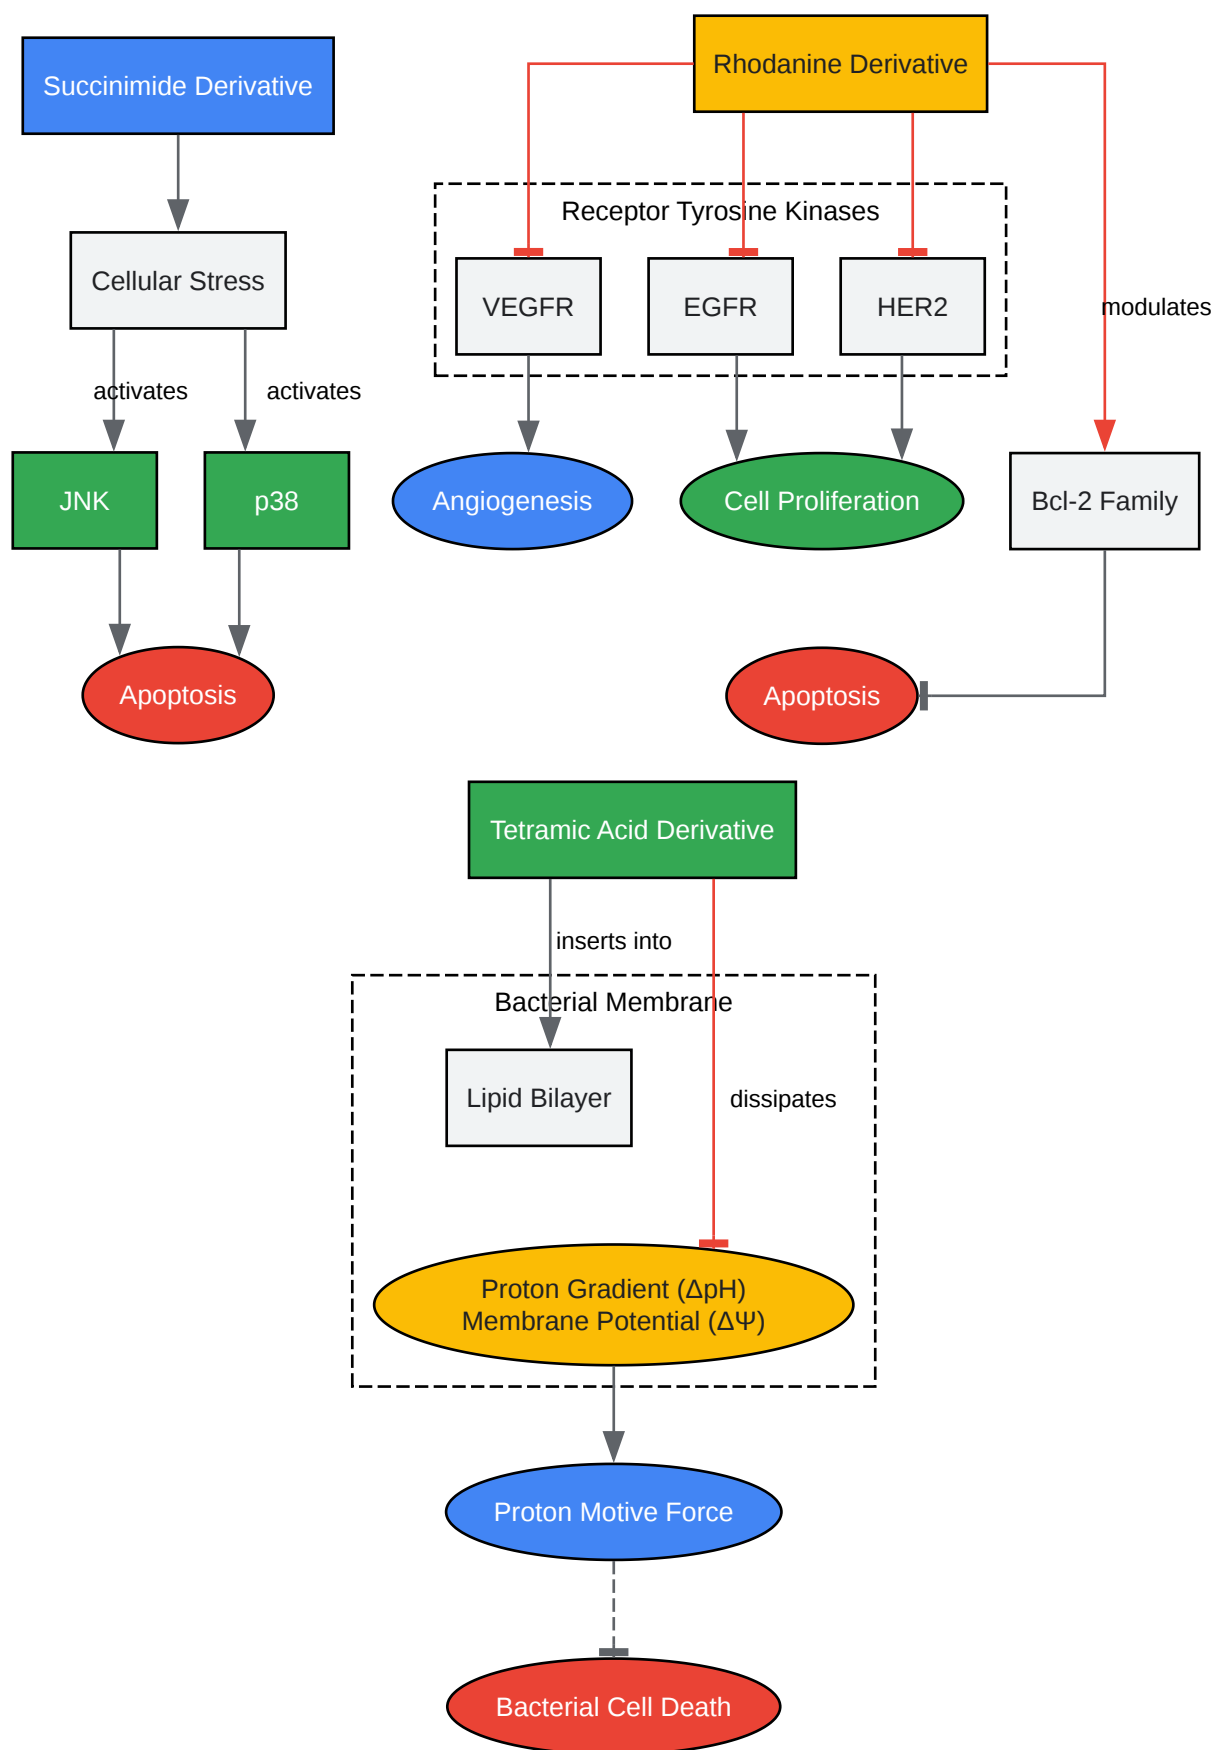 Succinimide Derivative
Cellular Stress
activates
activates
JNK
p38
Apoptosis
Rhodanine Derivative
Receptor Tyrosine Kinases
VEGFR
EGFR
HER2
modulates
Angiogenesis
Cell Proliferation
Bcl-2 Family
Apoptosis
Tetramic Acid Derivative
inserts into
Bacterial Membrane
Lipid Bilayer
dissipates
Proton Gradient (ΔpH)
Membrane Potential (ΔΨ)
Proton Motive Force
Bacterial Cell Death